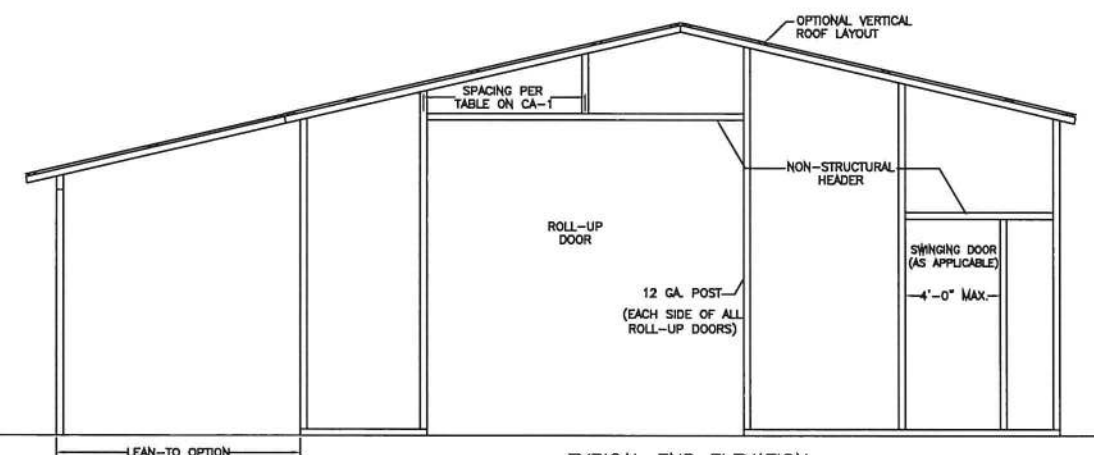 OPTIONAL VERTICAL
ROOF LAYOUT
SPACING PER
TABLE ON CA-1
NON-STRUCTURAL
HEADER
ROLL-UP
DOOR
SWINGING DOOR
(AS APPLICABLE)
4'-0" MAX.
12 GA. POST
(EACH SIDE OF ALL
ROLL-UP DOORS)
LEAN-TO OPTION
TYPICAL END ELEVATION